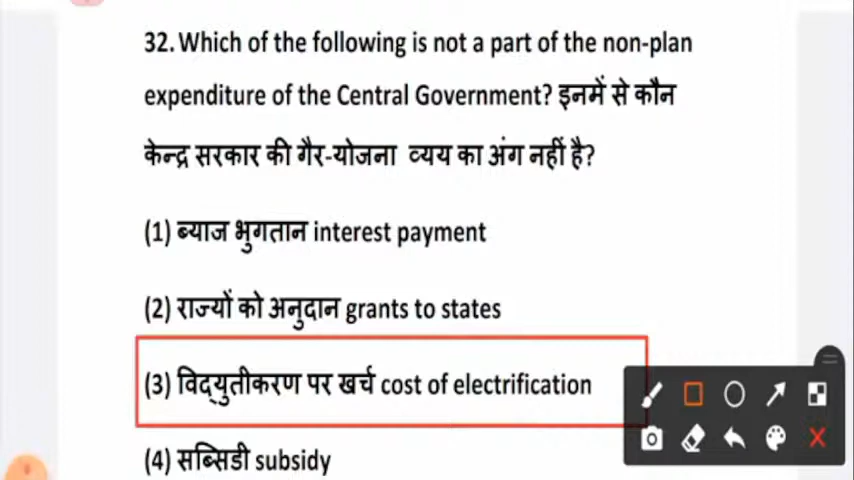 32. Which of the following is not a part of the non-plan
expenditure of the Central Government? इनमें से कौन
केन्द्र सरकार की गैर-योजना व्यय का अंग नहीं है?
(1) ब्याज भुगतान interest payment
(2) राज्यों को अनुदान grants to states
(3) विद्‌युतीकरण पर खर्च cost of electrification
(4) सब्सिडी subsidy